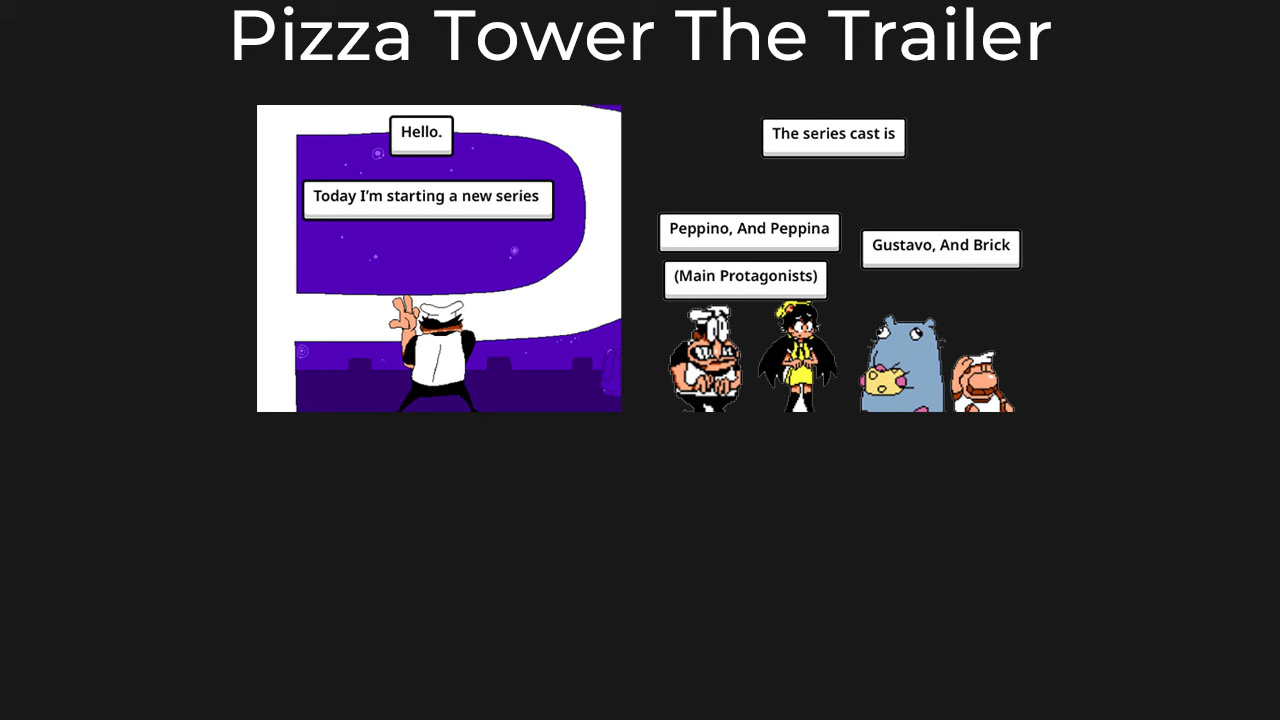 Pizza Tower The Trailer
Hello.
Today I'm starting a new series
The series cast is
Peppino, And Peppina
(Main Protagonists)
Gustavo, And Brick